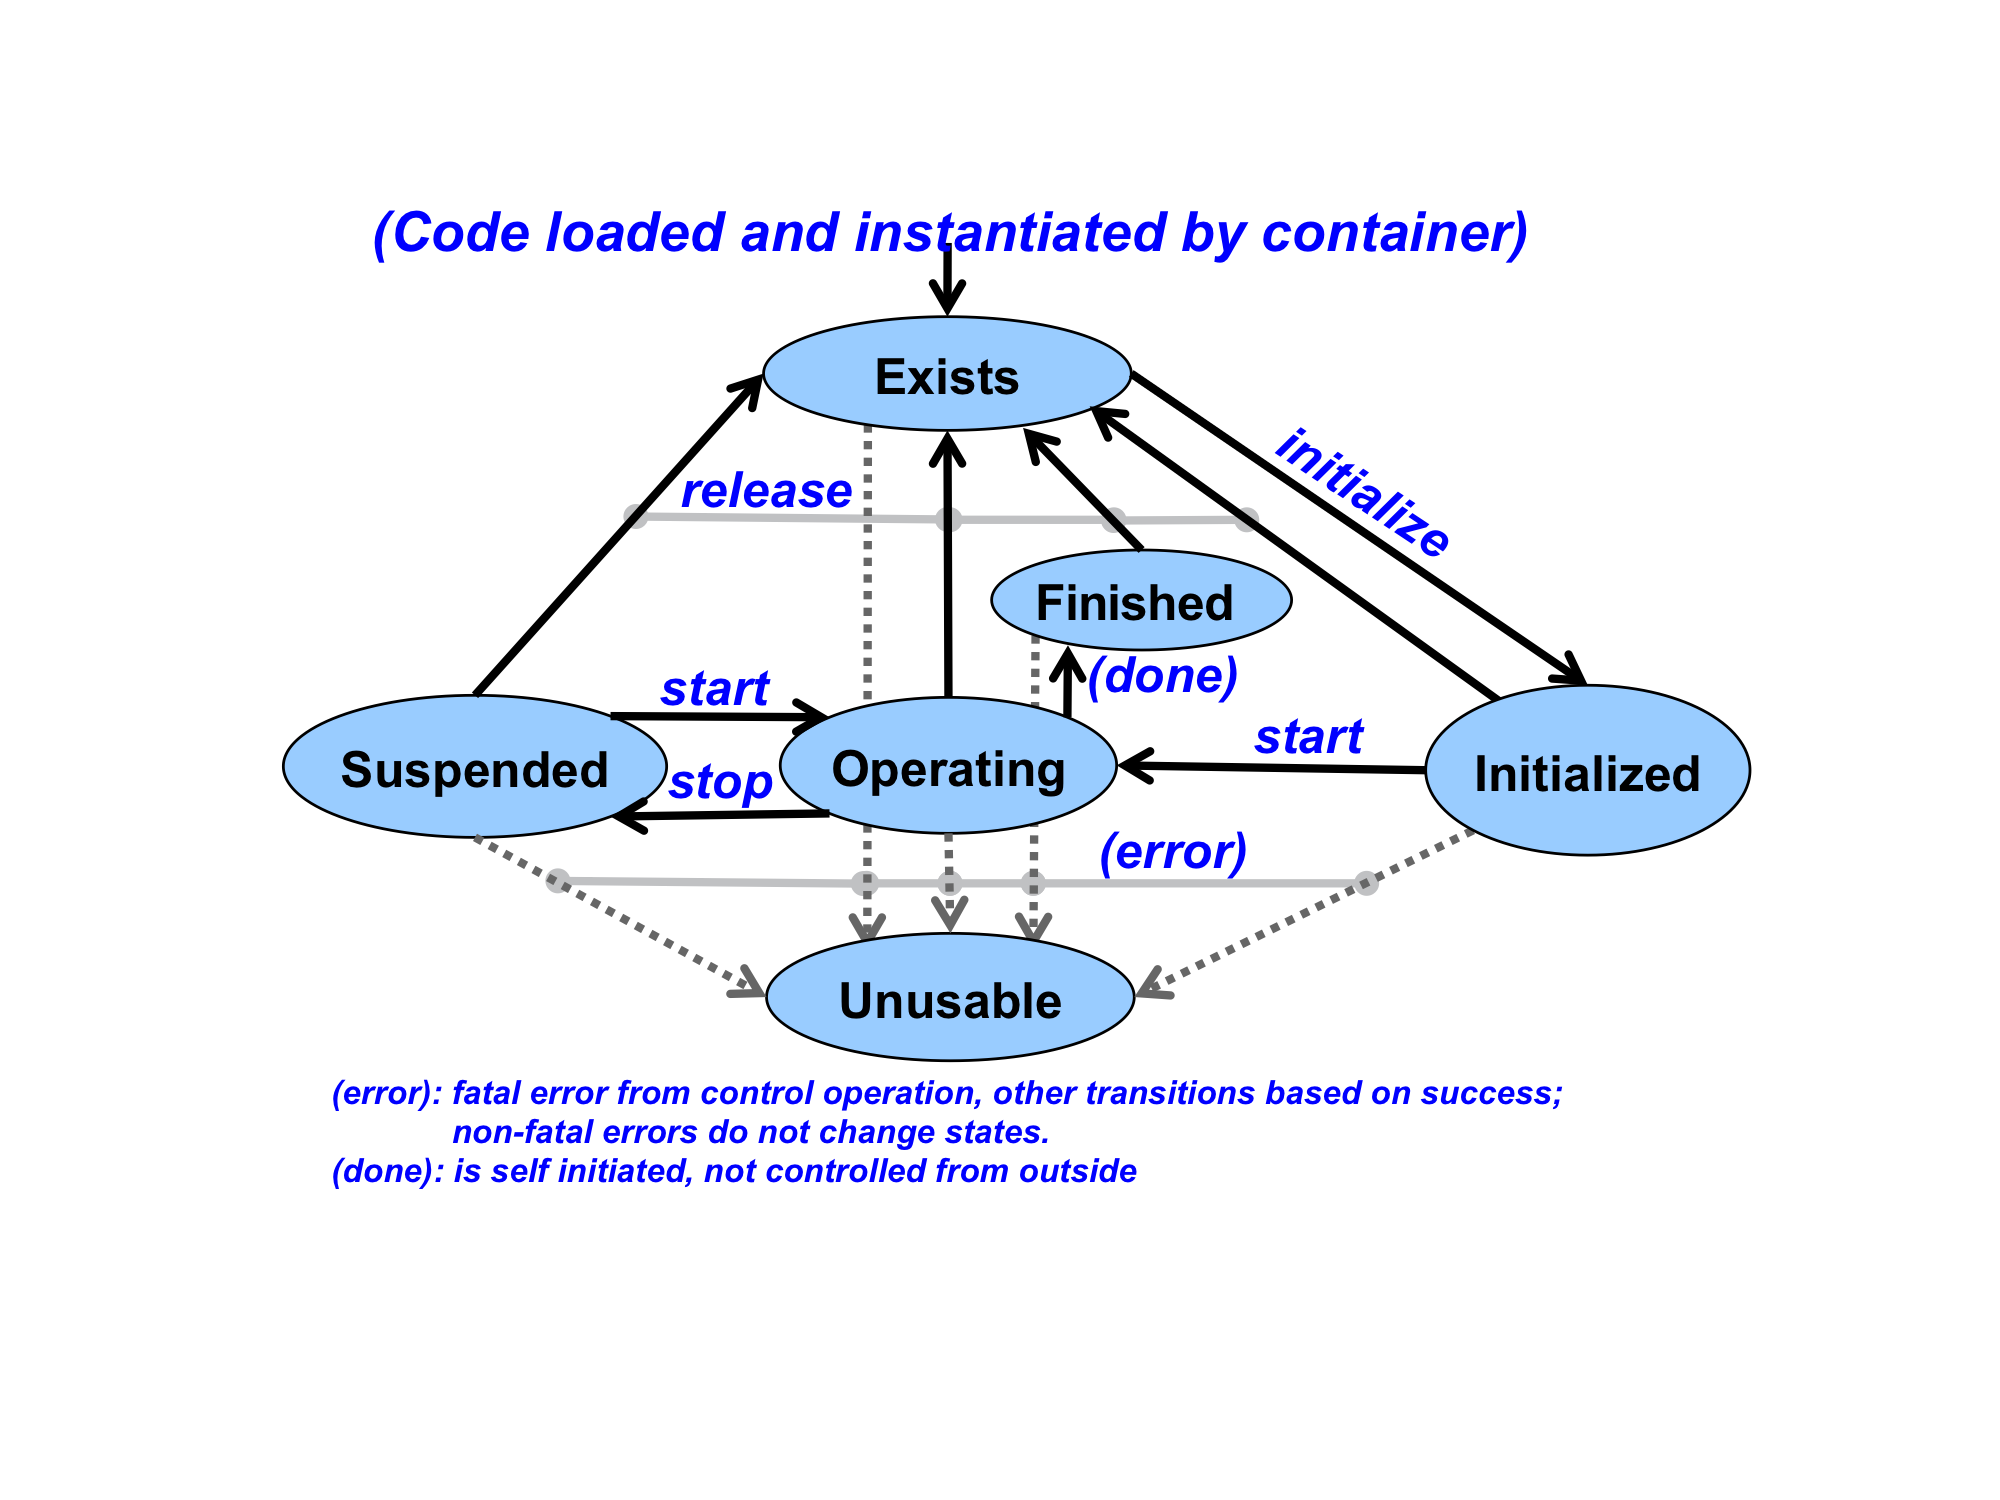 (Code loaded and instantiated by container)
Exists
initialize
release
Finished
(done)
start
start
Suspended
Operating
Initialized
stop
(error)
Unusable
(error): fatal error from control operation, other transitions based on success;
non-fatal errors do not change states.
(done): is self initiated, not controlled from outside